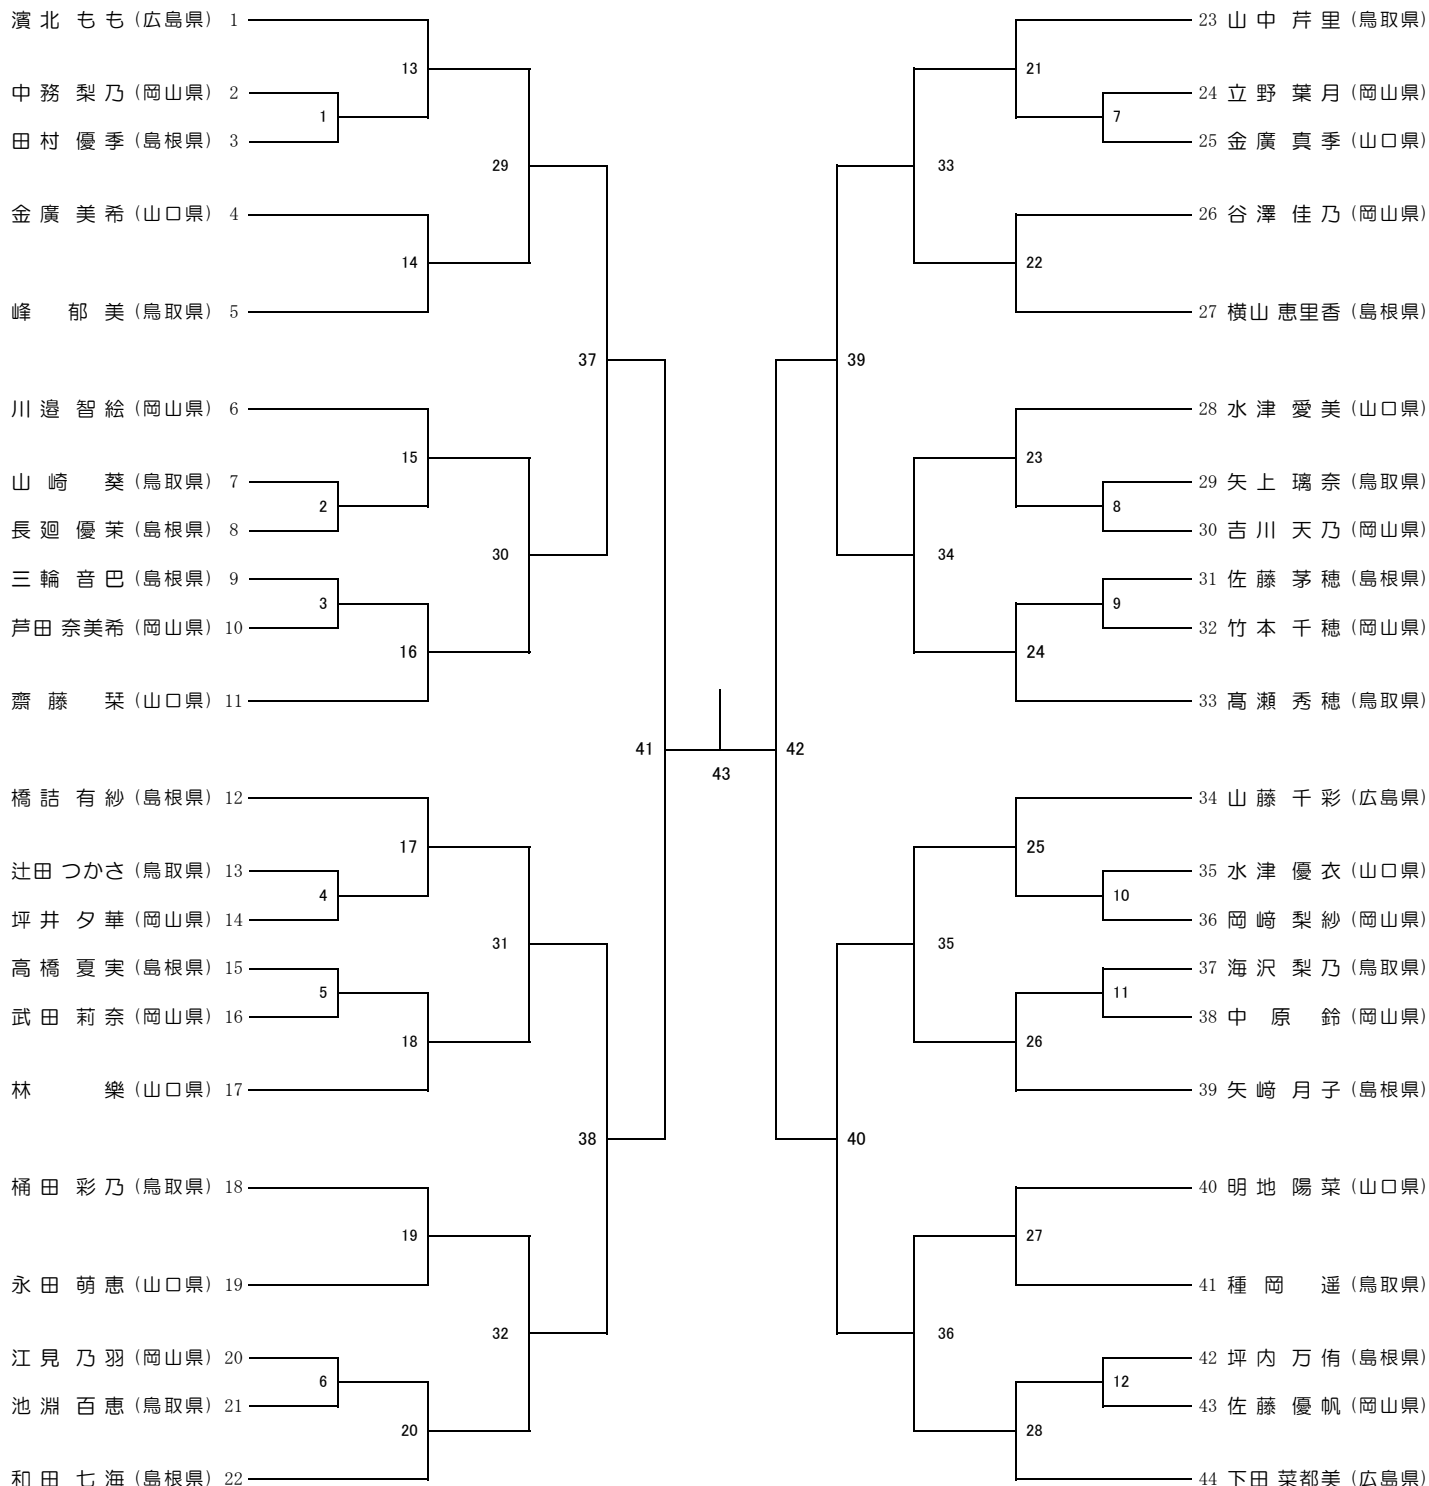 濱北 もも (広島県) 1
13
中務 梨乃 (岡山県) 2
1
田村 優季 (島根県) 3
29
金廣 美希 (山口県) 4
14
峰 郁美 (鳥取県) 5
37
川邉 智絵 (岡山県) 6
15
山崎 葵 (鳥取県) 7
2
長廻 優茉 (島根県) 8
30
三輪 音巴 (島根県) 9
3
芦田 奈美希 (岡山県) 10
16
齋藤 栞 (山口県) 11
41
橋詰 有紗 (島根県) 12
17
辻田 つかさ (鳥取県) 13
4
坪井 夕華 (岡山県) 14
31
高橋 夏実 (島根県) 15
5
武田 莉奈 (岡山県) 16
18
林 樂 (山口県) 17
38
桶田 彩乃 (鳥取県) 18
19
永田 萌恵 (山口県) 19
32
江見 乃羽 (岡山県) 20
6
池淵 百恵 (鳥取県) 21
20
和田 七海 (島根県) 22
43
23 山中 芹里 (鳥取県)
21
24 立野 葉月 (岡山県)
7
25 金廣 真季 (山口県)
33
26 谷澤 佳乃 (岡山県)
22
27 横山 恵里香 (島根県)
39
28 水津 愛美 (山口県)
23
29 矢上 璃奈 (鳥取県)
8
30 吉川 天乃 (岡山県)
34
31 佐藤 茅穂 (島根県)
9
32 竹本 千穂 (岡山県)
24
33 髙瀬 秀穂 (鳥取県)
42
34 山藤 千彩 (広島県)
25
35 水津 優衣 (山口県)
10
36 岡﨑 梨紗 (岡山県)
35
37 海沢 梨乃 (鳥取県)
11
38 中原 鈴 (岡山県)
26
39 矢﨑 月子 (島根県)
40
40 明地 陽菜 (山口県)
27
41 種岡 遥 (鳥取県)
36
42 坪内 万侑 (島根県)
12
43 佐藤 優帆 (岡山県)
28
44 下田 菜都美 (広島県)